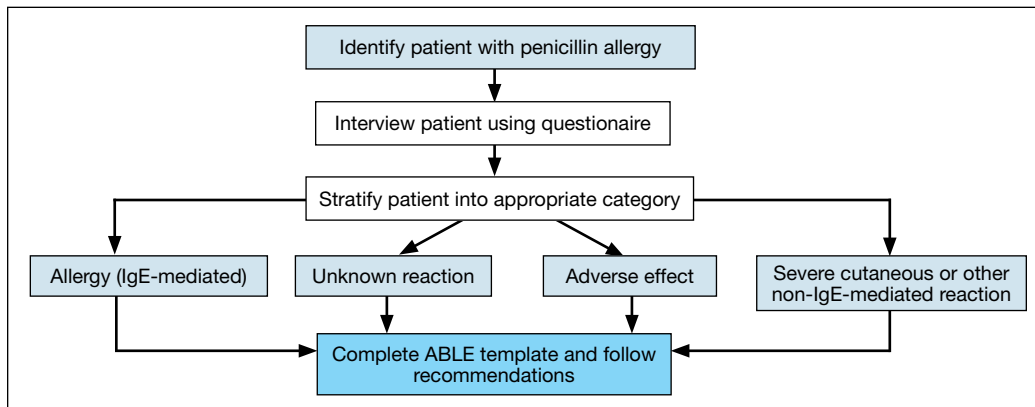 Identify patient with penicillin allergy
Interview patient using questionaire
Stratify patient into appropriate category
Allergy (IgE-mediated)
Unknown reaction
Adverse effect
Severe cutaneous or other
non-IgE-mediated reaction
Complete ABLE template and follow
recommendations